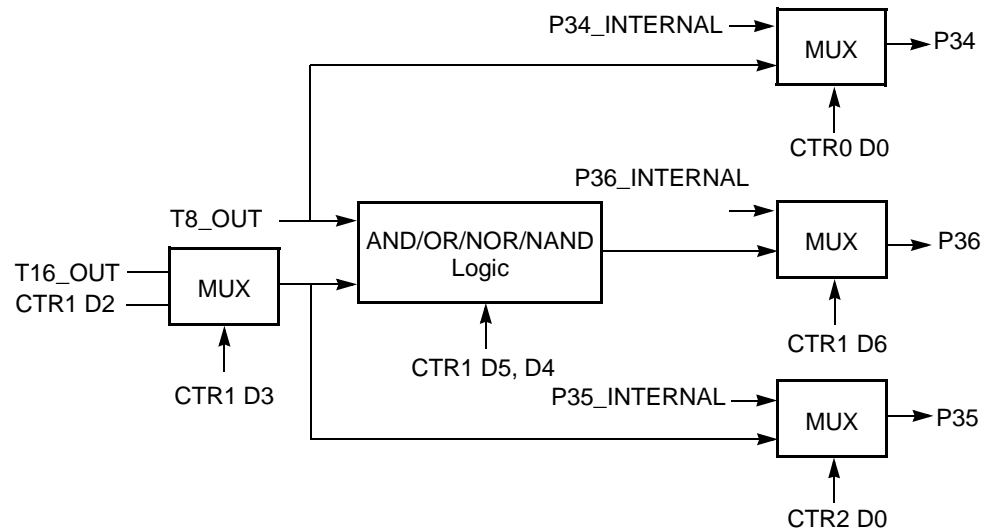 P34_INTERNAL
MUX
P34
CTR0 D0
P36_INTERNAL
T8_OUT
AND/OR/NOR/NAND
Logic
MUX
P36
T16_OUT
CTR1 D2
MUX
CTR1 D6
CTR1 D5, D4
CTR1 D3
P35_INTERNAL
MUX
P35
CTR2 D0